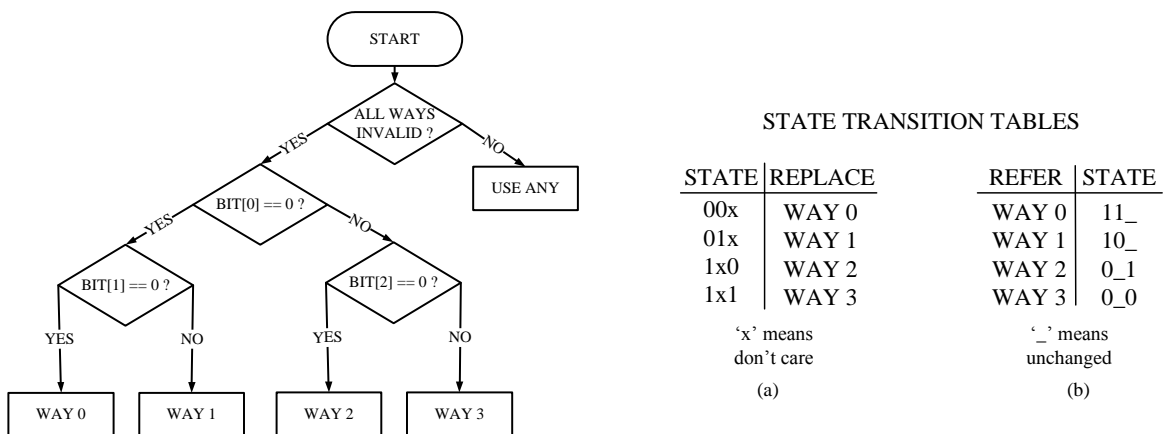 START
ALL WAYS
INVALID ?
YES
NO
USE ANY
BIT[0] == 0 ?
YES
NO
BIT[1] == 0 ?
BIT[2] == 0 ?
YES
NO
YES
NO
WAY 0
WAY 1
WAY 2
WAY 3
STATE TRANSITION TABLES
STATE REPLACE
00x WAY 0
01x WAY 1
1x0 WAY 2
1x1 WAY 3
‘x’ means
don’t care
(a)
REFER STATE
WAY 0 11_
WAY 1 10_
WAY 2 0_1
WAY 3 0_0
‘_’ means
unchanged
(b)